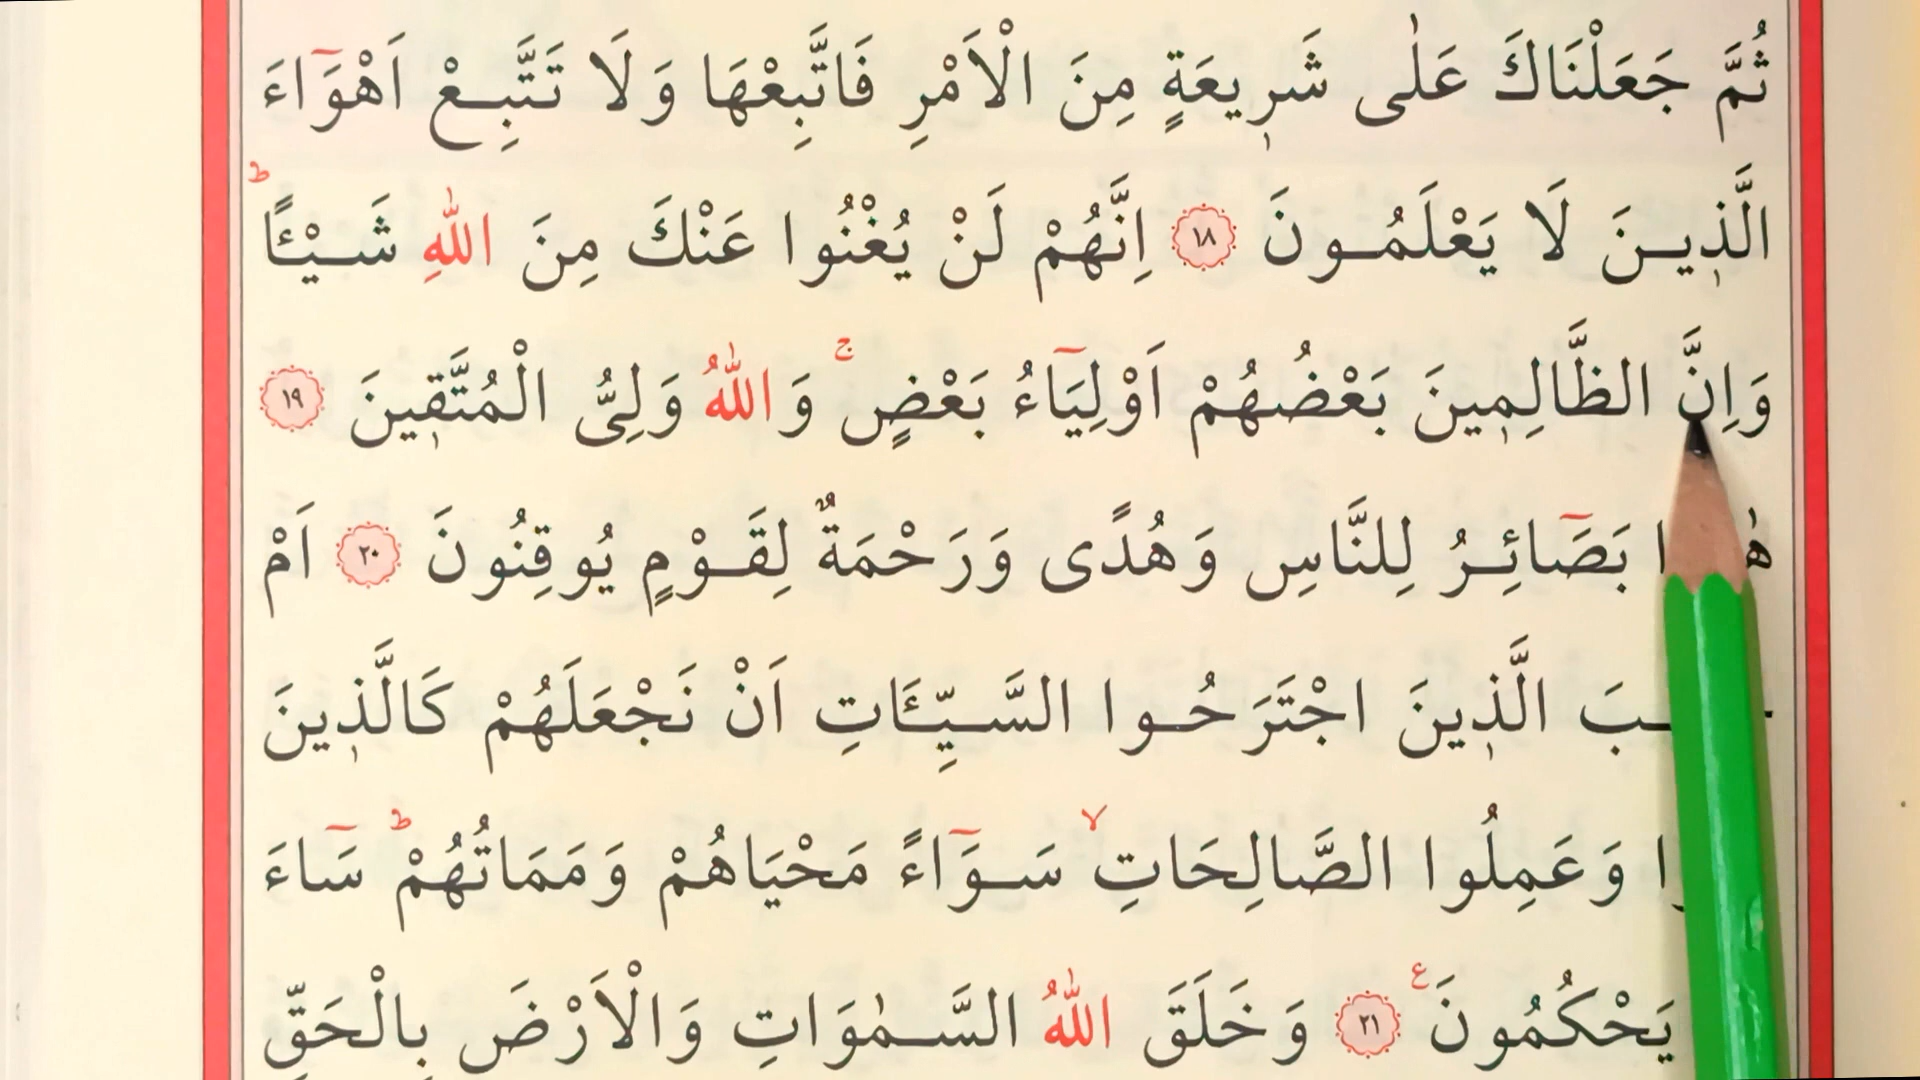 ثُمَّ جَعَلْنَاكَ عَلٰى شَر۪يعَةٍ مِنَ الْاَمْرِ فَاتَّبِعْهَا وَلَا تَتَّبِعْ اَهْوَٓاءَ
الَّذ۪ينَ لَا يَعْلَمُونَ ١٨ اِنَّهُمْ لَنْ يُغْنُوا عَنْكَ مِنَ اللّٰهِ شَيْـًٔاۜ
وَاِنَّ الظَّالِم۪ينَ بَعْضُهُمْ اَوْلِيَٓاءُ بَعْضٍۚ وَاللّٰهُ وَلِيُّ الْمُتَّق۪ينَ ١٩
بَصَٓائِرُ لِلنَّاسِ وَهُدًى وَرَحْمَةٌ لِقَوْمٍ يُوقِنُونَ ٢٠ اَمْ
الَّذ۪ينَ اجْتَرَحُوا السَّيِّـَٔاتِ اَنْ نَجْعَلَهُمْ كَالَّذ۪ينَ
وَعَمِلُوا الصَّالِحَاتِۙ سَوَٓاءً مَحْيَاهُمْ وَمَمَاتُهُمْۜ سَٓاءَ
يَحْكُمُونَ۟ ٢١ وَخَلَقَ اللّٰهُ السَّمٰوَاتِ وَالْاَرْضَ بِالْحَقِّ